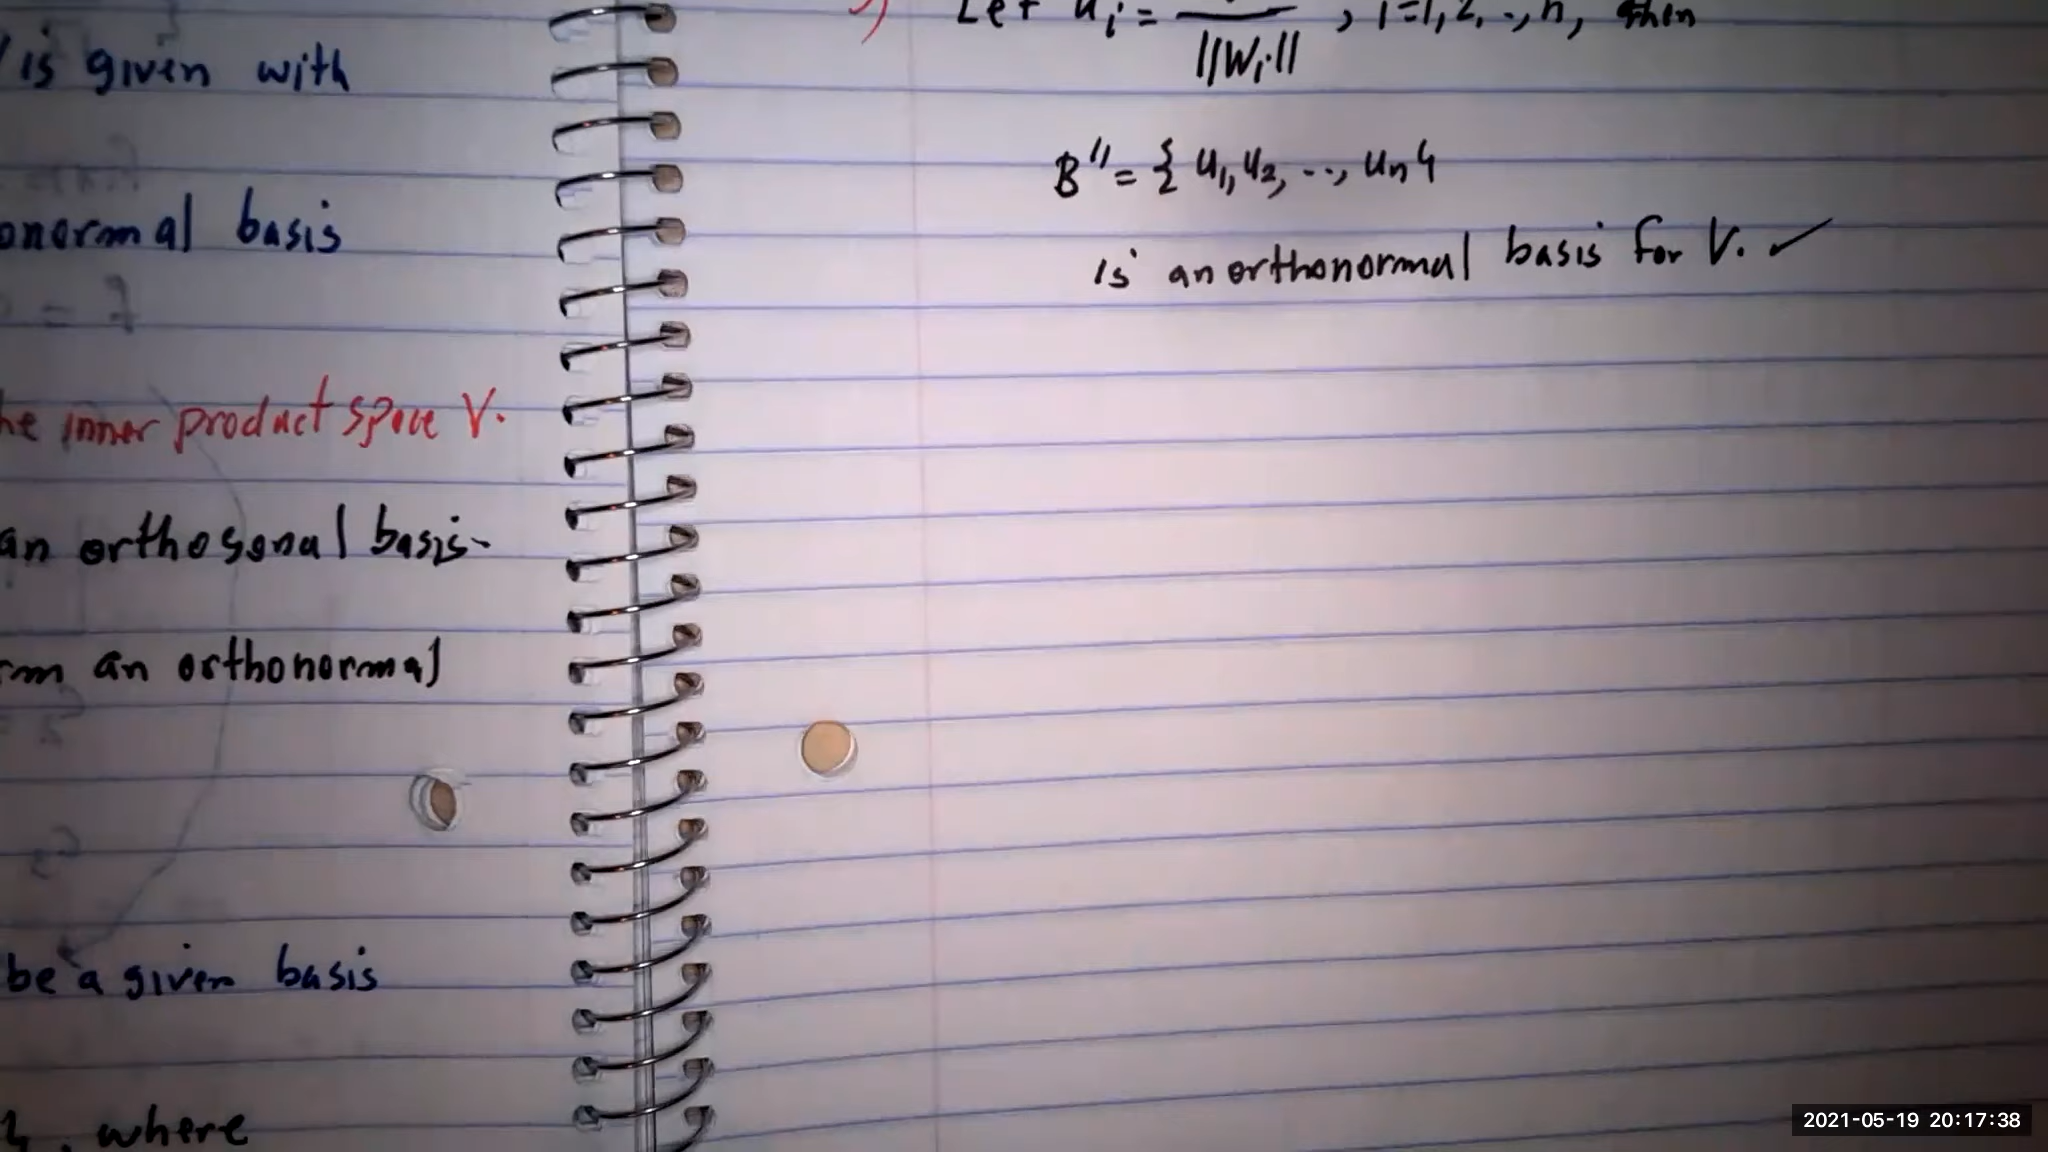 is given with
onormal basis
= 7
he inner product space V.
an orthogonal basis.
rm an orthonormal
be a given basis
}, where
Let ui = ‖Wi‖ , i=1,2,..,n, then
B'' = { u1, u2, ..., un }
is an orthonormal basis for V. ✓
2021-05-19 20:17:38